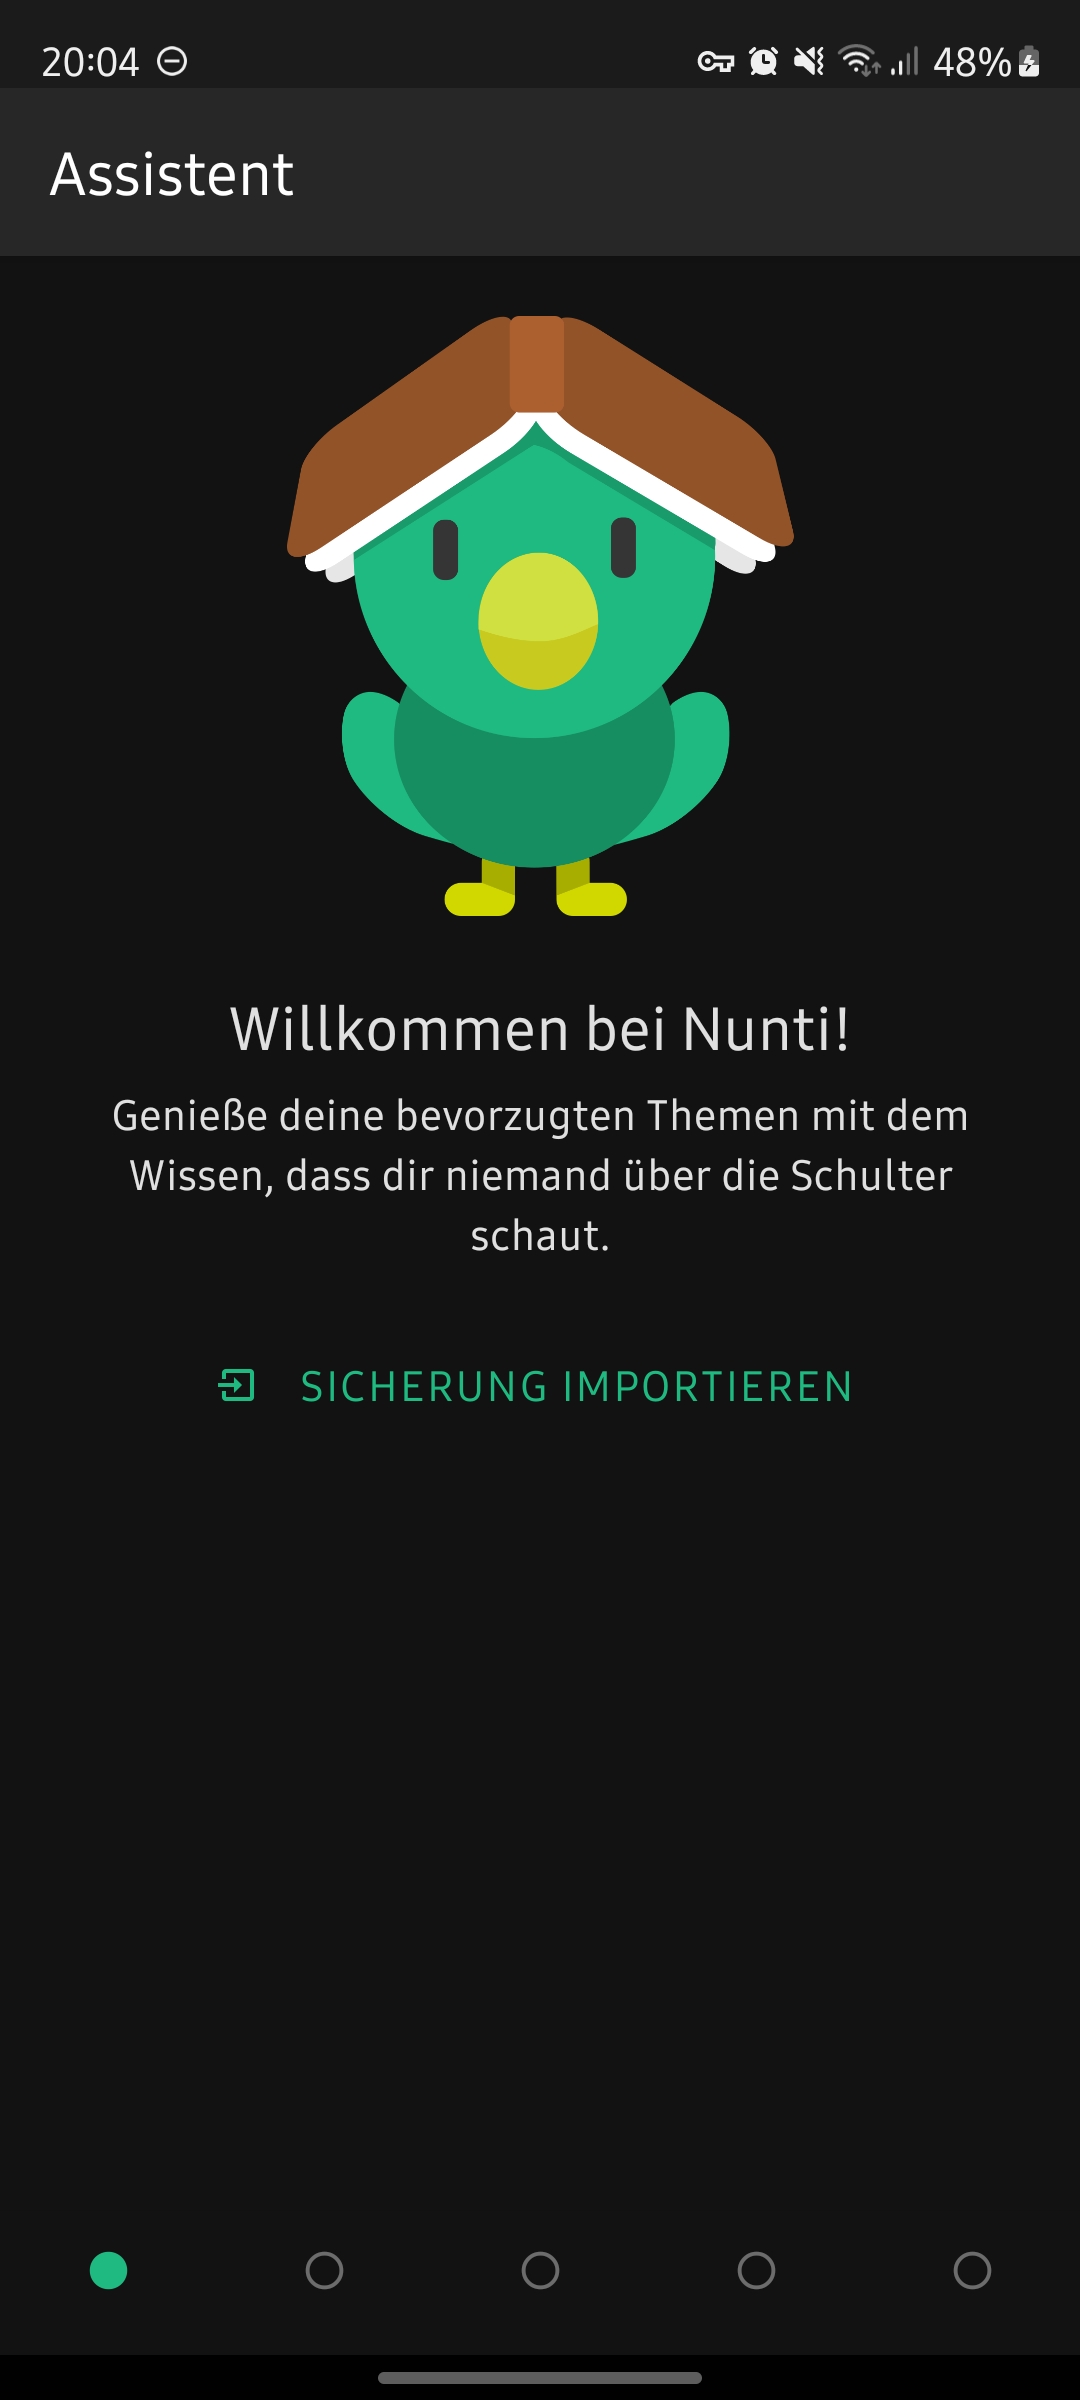 20:04
48%
Assistent
Willkommen bei Nunti!
Genieße deine bevorzugten Themen mit dem
Wissen, dass dir niemand über die Schulter
schaut.
SICHERUNG IMPORTIEREN